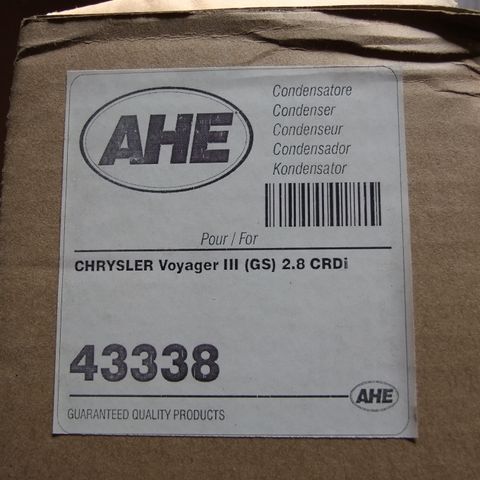 AHE
Condensatore
Condenser
Condenseur
Condensador
Kondensator
Pour / For
CHRYSLER Voyager III (GS) 2.8 CRDi
43338
AHE
GUARANTEED QUALITY PRODUCTS